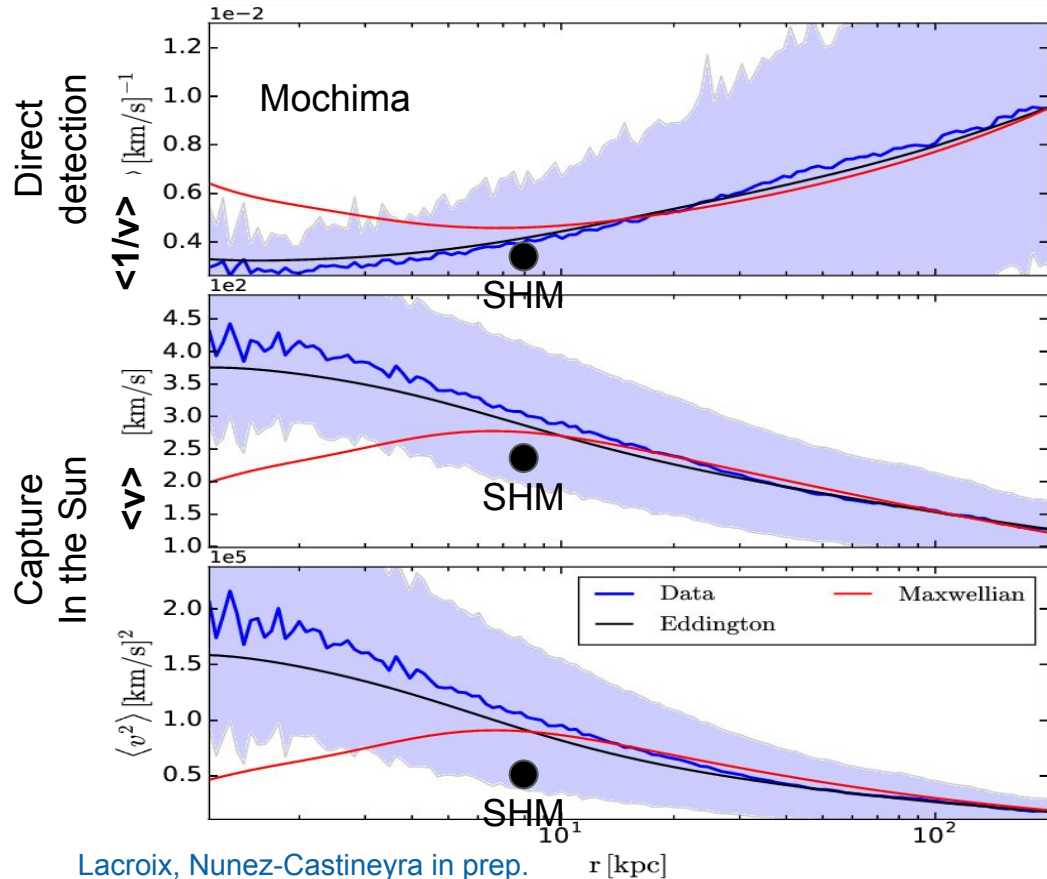 1e-2
1.2
Mochima
1.0
0.8
0.6
0.4
Direct
detection
<1/v> ⟩ [km/s]⁻¹
SHM
1e2
4.5
4.0
3.5
3.0
2.5
2.0
1.5
1.0
<v> [km/s]
SHM
Capture
In the Sun
1e5
2.0
1.5
1.0
0.5
⟨v²⟩ [km/s]²
Data
Maxwellian
Eddington
SHM
10¹
10²
r [kpc]
Lacroix, Nunez-Castineyra in prep.